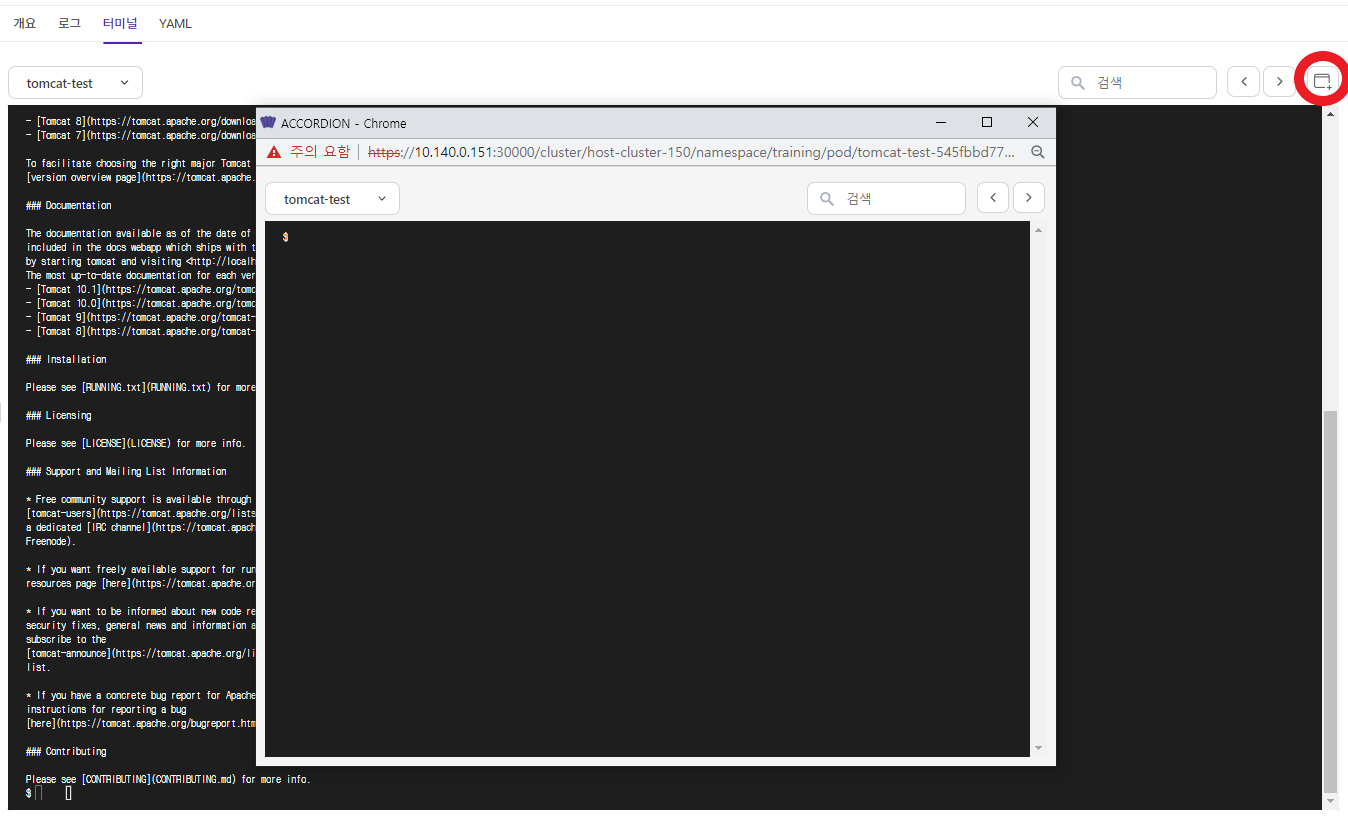 개요 로그 터미널 YAML
tomcat-test 검색
- [Tomcat 8](https://tomcat.apache.org/downloa
- [Tomcat 7](https://tomcat.apache.org/downloa
To facilitate choosing the right major Tomcat
[version overview page](https://tomcat.apache.
### Documentation
The documentation available as of the date of
included in the docs webapp which ships with t
by starting tomcat and visiting <http://localh
The most up-to-date documentation for each ver
- [Tomcat 10.1](https://tomcat.apache.org/tomc
- [Tomcat 10.0](https://tomcat.apache.org/tomc
- [Tomcat 9](https://tomcat.apache.org/tomcat-
- [Tomcat 8](https://tomcat.apache.org/tomcat-
### Installation
Please see [RUNNING.txt](RUNNING.txt) for more
### Licensing
Please see [LICENSE](LICENSE) for more info.
### Support and Mailing List Information
* Free community support is available through
[tomcat-users](https://tomcat.apache.org/lists
a dedicated [IRC channel](https://tomcat.apach
Freenode).
* If you want freely available support for run
resources page [here](https://tomcat.apache.or
* If you want to be informed about new code re
security fixes, general news and information a
subscribe to the
[tomcat-announce](https://tomcat.apache.org/li
list.
* If you have a concrete bug report for Apache
instructions for reporting a bug
[here](https://tomcat.apache.org/bugreport.htm
### Contributing
Please see [CONTRIBUTING](CONTRIBUTING.md) for more info.
$
ACCORDION - Chrome
주의 요함 https://10.140.0.151:30000/cluster/host-cluster-150/namespace/training/pod/tomcat-test-545fbbd77...
tomcat-test 검색
$